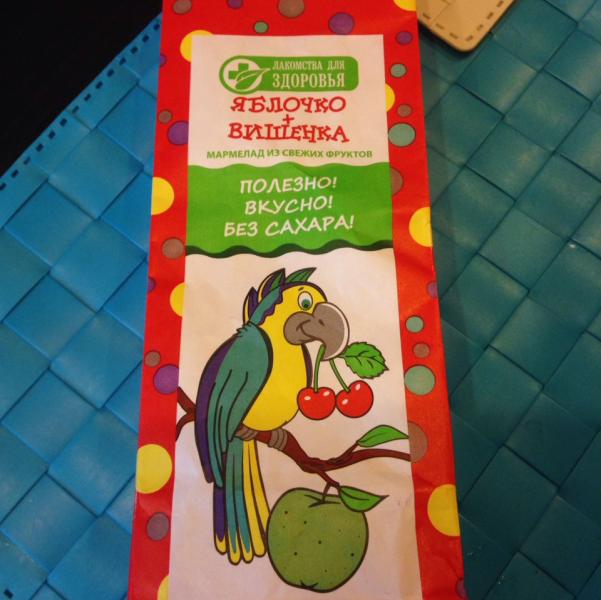 ЛАКОМСТВА ДЛЯ
ЗДОРОВЬЯ
ЯБЛОЧКО
+
ВИШЕНКА
МАРМЕЛАД ИЗ СВЕЖИХ ФРУКТОВ
ПОЛЕЗНО!
ВКУСНО!
БЕЗ САХАРА!